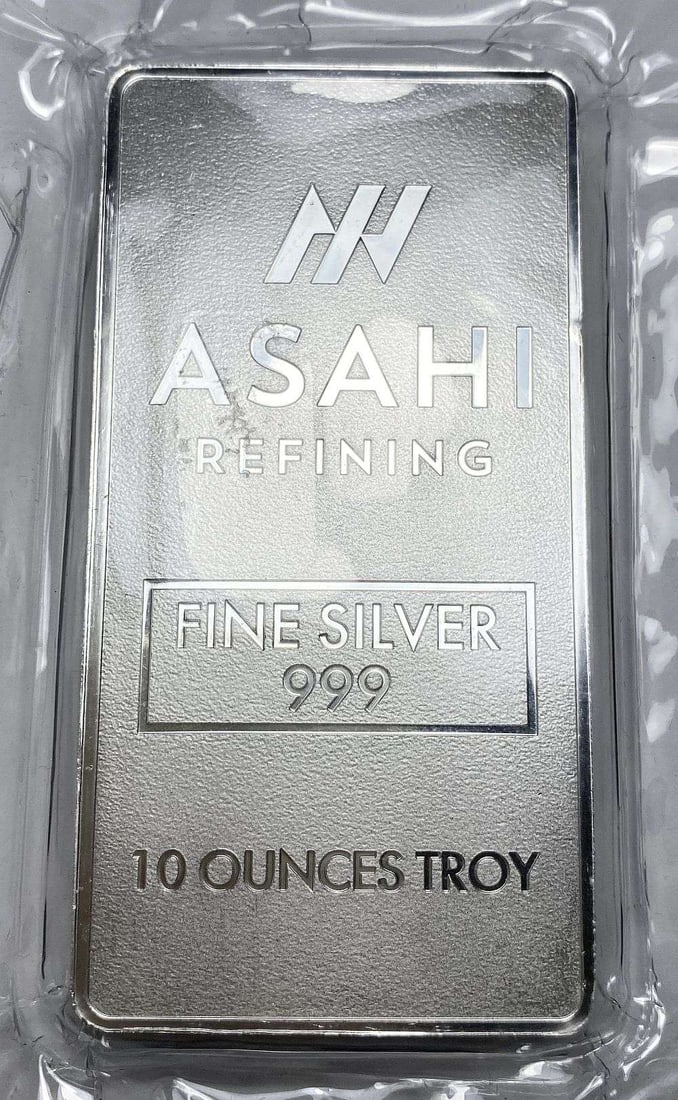 ASAHI
REFINING
FINE SILVER
999
10 OUNCES TROY